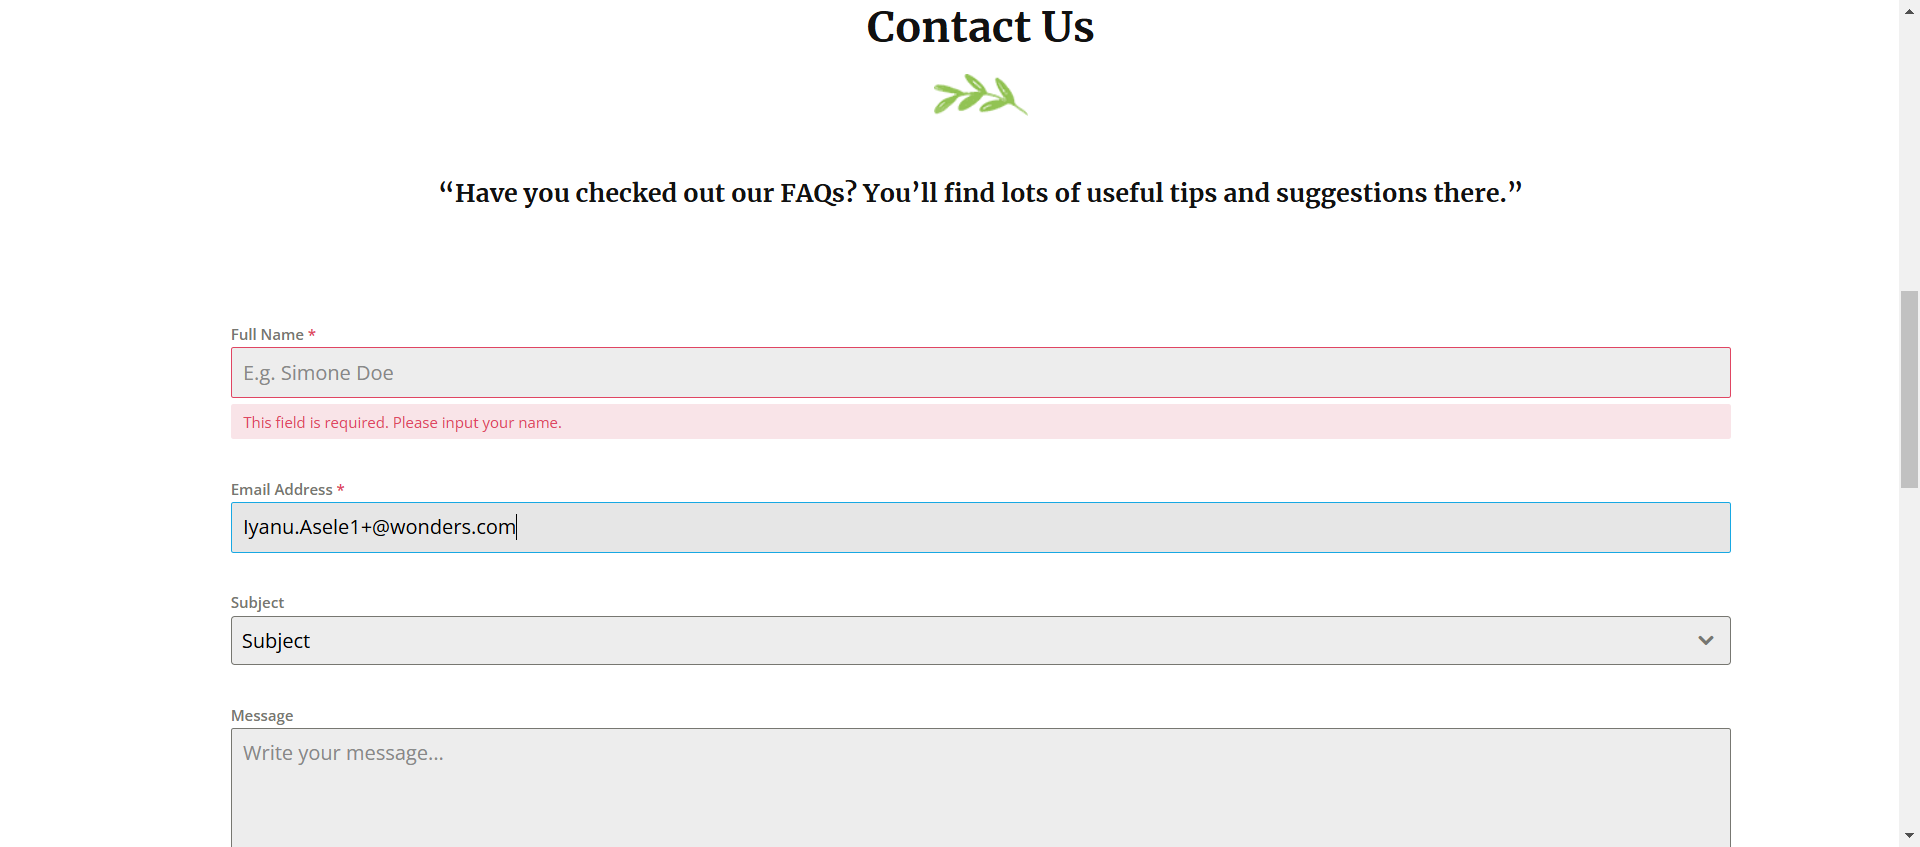 Contact Us
“Have you checked out our FAQs? You’ll find lots of useful tips and suggestions there.”
Full Name *
E.g. Simone Doe
This field is required. Please input your name.
Email Address *
Iyanu.Asele1+@wonders.com
Subject
Subject
Message
Write your message...